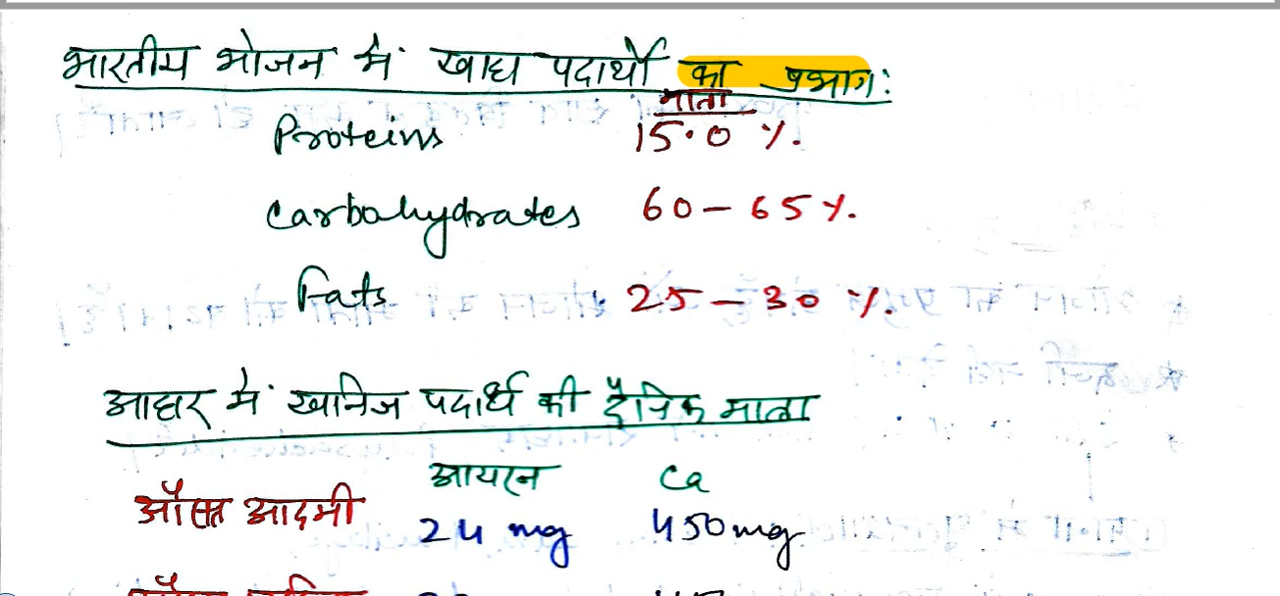 भारतीय भोजन में खाद्य पदार्थों का प्रभाग:
मात्रा
Proteins 15.0 %.
Carbohydrates 60 - 65 %.
Fats 25 - 30 %.
आहार में खनिज पदार्थ की दैनिक मात्रा
आयरन Ca
औसत आदमी 24 mg 450 mg